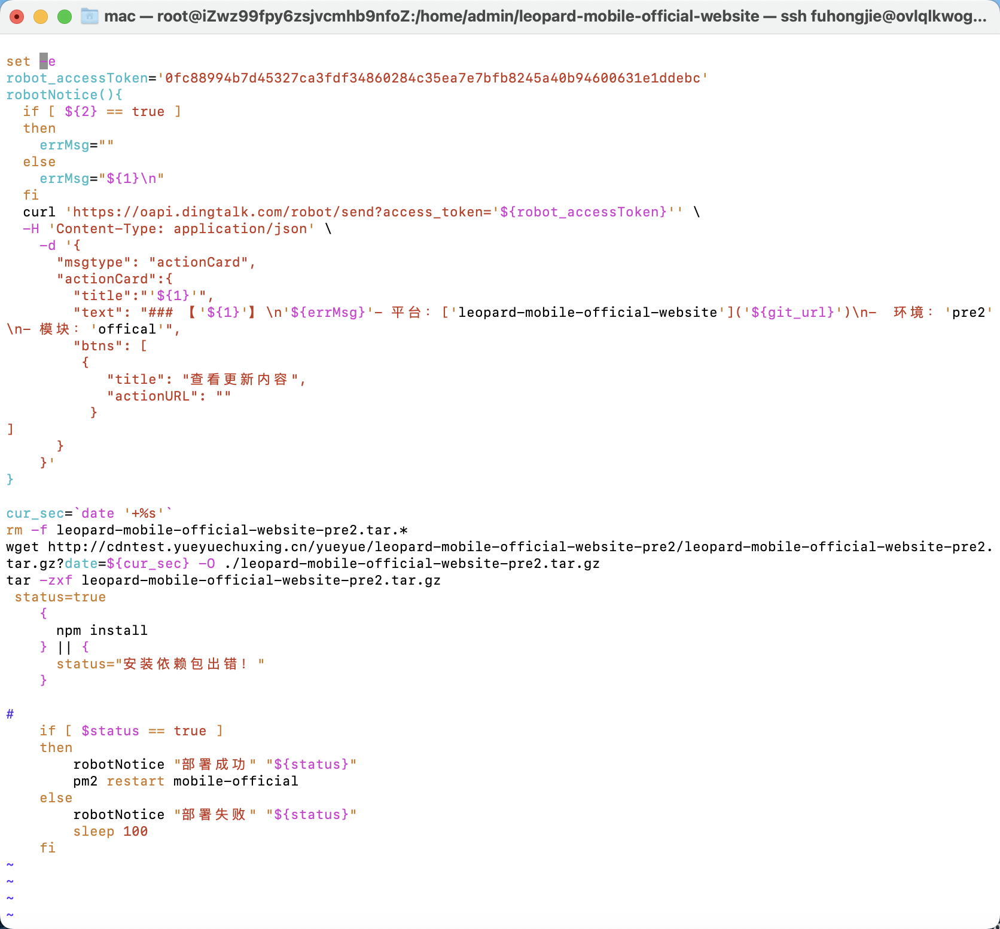 mac — root@iZwz99fpy6zsjvcmhb9nfoZ:/home/admin/leopard-mobile-official-website — ssh fuhongjie@ovlqlkwog...
set -e
robot_accessToken='0fc88994b7d45327ca3fdf34860284c35ea7e7bfb8245a40b94600631e1ddebc'
robotNotice(){
  if [ ${2} == true ]
  then
    errMsg=""
  else
    errMsg="${1}\n"
  fi
  curl 'https://oapi.dingtalk.com/robot/send?access_token='${robot_accessToken}'' \
  -H 'Content-Type: application/json' \
    -d '{
      "msgtype": "actionCard",
      "actionCard":{
        "title":"'${1}'",
        "text": "### 【'${1}'】 \n'${errMsg}'- 平台：['leopard-mobile-official-website']('${git_url}')\n-  环境： 'pre2'
\n- 模块： 'offical'",
        "btns": [
         {
            "title": "查看更新内容",
            "actionURL": ""
          }
]
      }
    }'
}
cur_sec=`date '+%s'`
rm -f leopard-mobile-official-website-pre2.tar.*
wget http://cdntest.yueyuechuxing.cn/yueyue/leopard-mobile-official-website-pre2/leopard-mobile-official-website-pre2.
tar.gz?date=${cur_sec} -O ./leopard-mobile-official-website-pre2.tar.gz
tar -zxf leopard-mobile-official-website-pre2.tar.gz
 status=true
    {
      npm install
    } || {
      status="安装依赖包出错！"
    }
#
    if [ $status == true ]
    then
        robotNotice "部署成功" "${status}"
        pm2 restart mobile-official
    else
        robotNotice "部署失败" "${status}"
        sleep 100
    fi
~
~
~
~